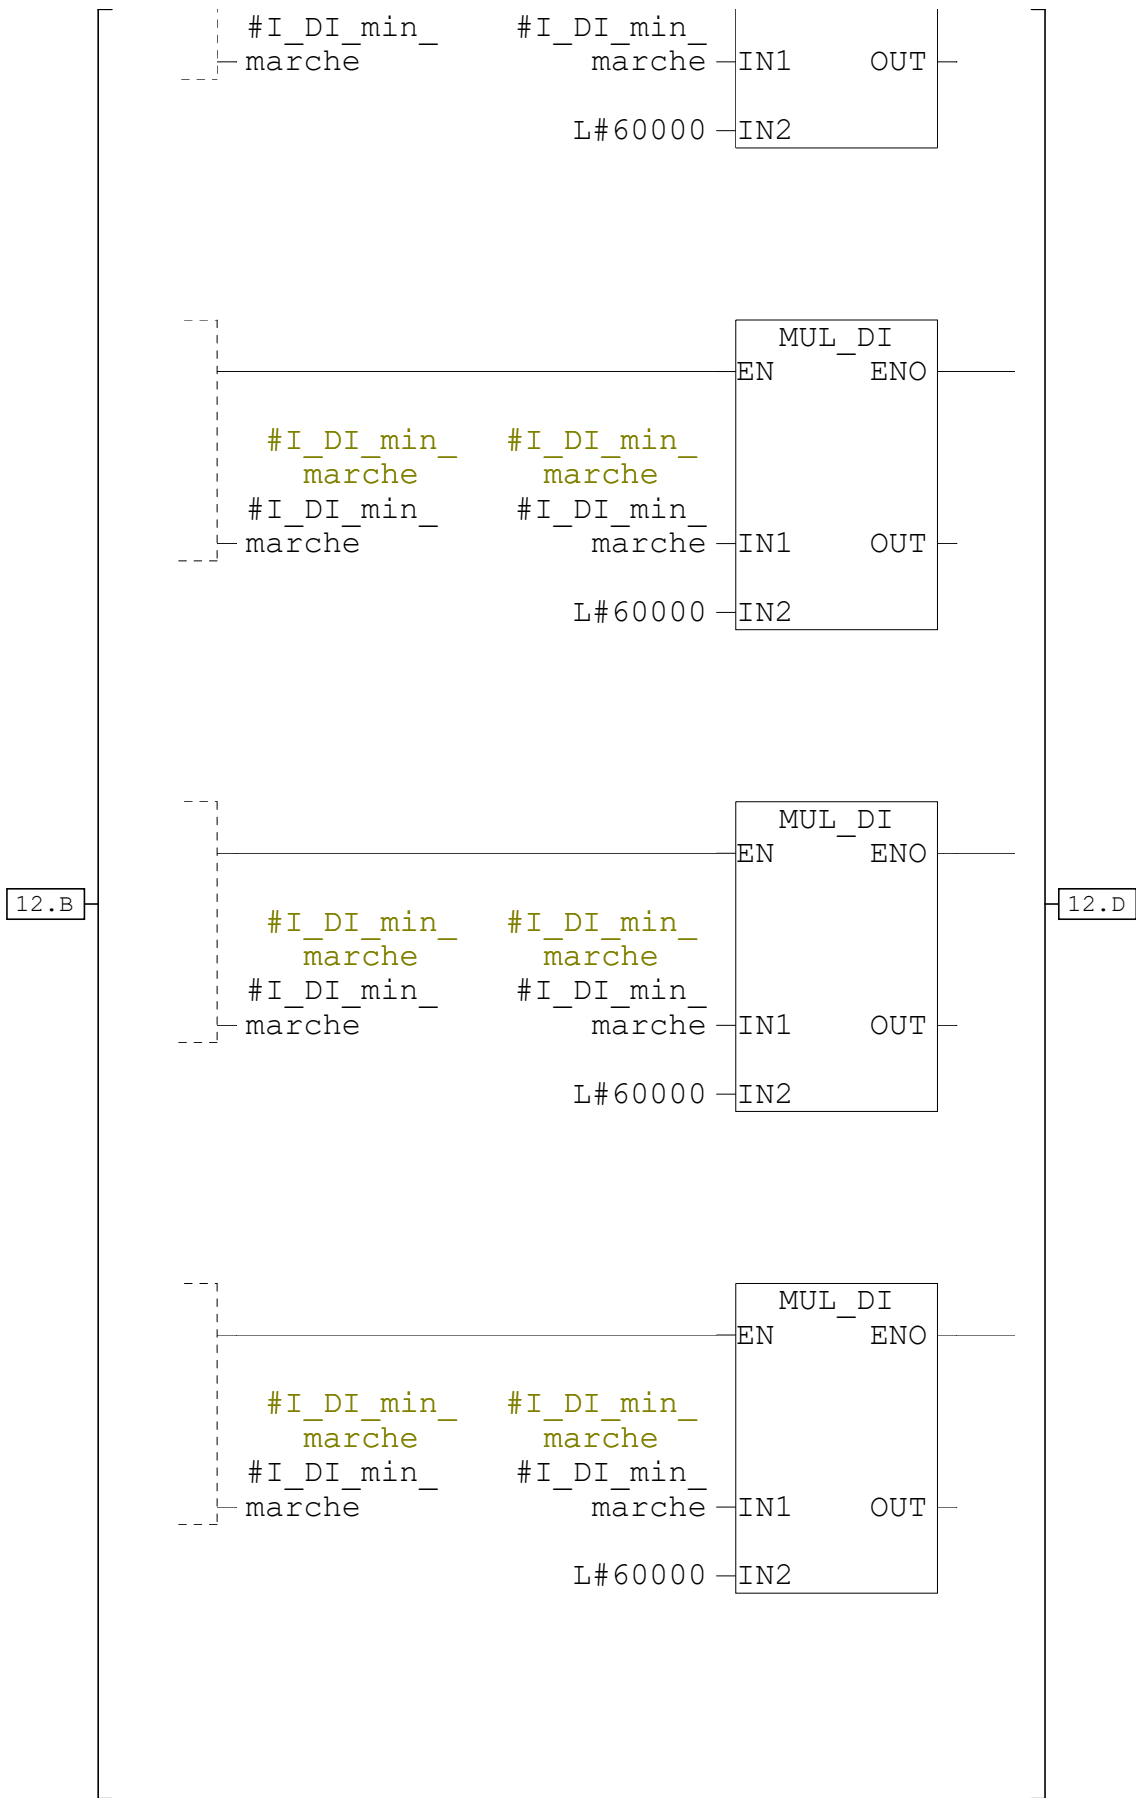 #I_DI_min_ #I_DI_min_
marche marche IN1 OUT
L#60000 IN2
MUL_DI
EN ENO
#I_DI_min_ #I_DI_min_
marche marche
#I_DI_min_ #I_DI_min_
marche marche IN1 OUT
L#60000 IN2
MUL_DI
EN ENO
12.B 12.D
#I_DI_min_ #I_DI_min_
marche marche
#I_DI_min_ #I_DI_min_
marche marche IN1 OUT
L#60000 IN2
MUL_DI
EN ENO
#I_DI_min_ #I_DI_min_
marche marche
#I_DI_min_ #I_DI_min_
marche marche IN1 OUT
L#60000 IN2